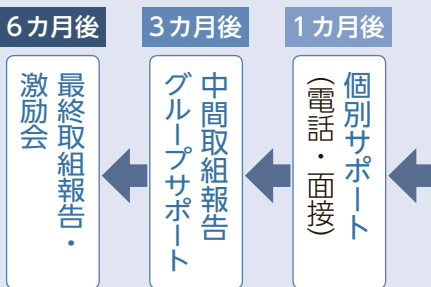 1カ月後
個別サポート
(電話・面接)
3カ月後
中間取組報告
グループサポート
6カ月後
最終取組報告・
激励会